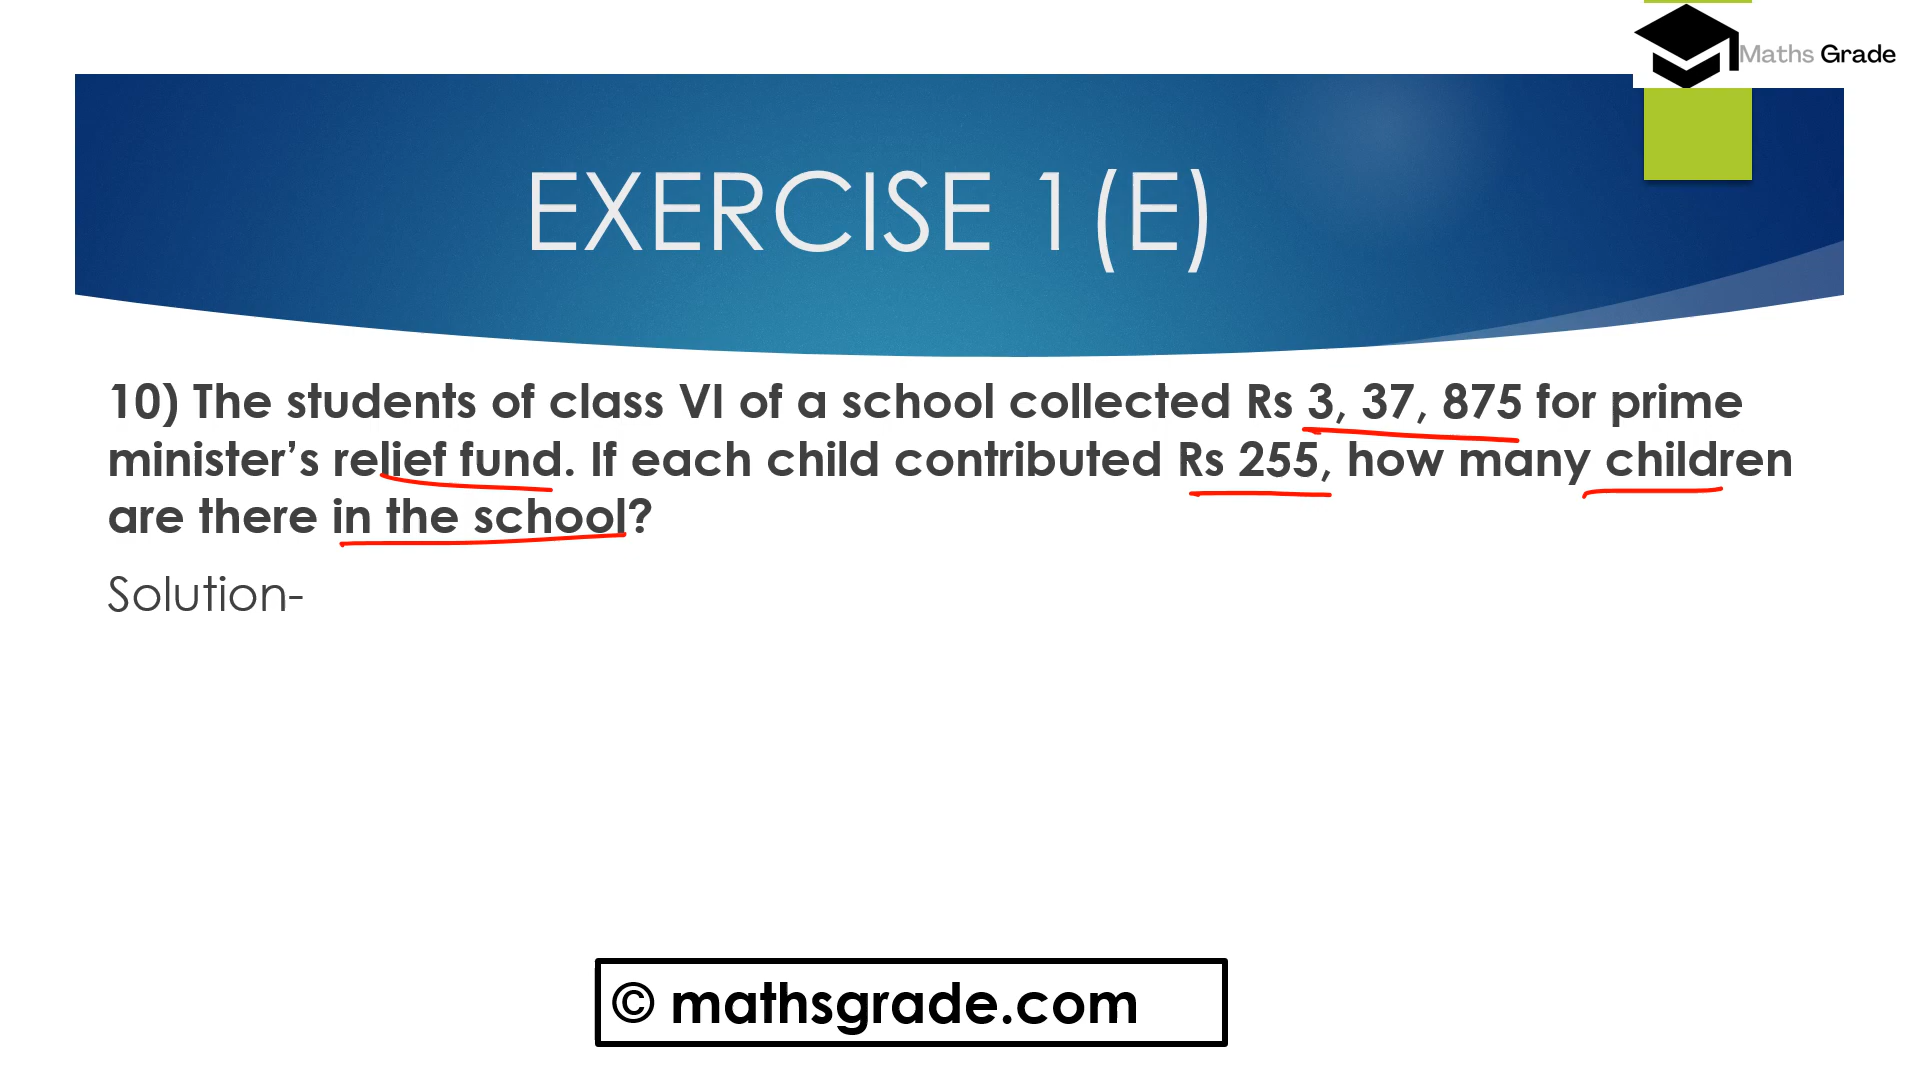 Maths Grade
EXERCISE 1(E)
10) The students of class VI of a school collected Rs 3, 37, 875 for prime
minister’s relief fund. If each child contributed Rs 255, how many children
are there in the school?
Solution-
© mathsgrade.com